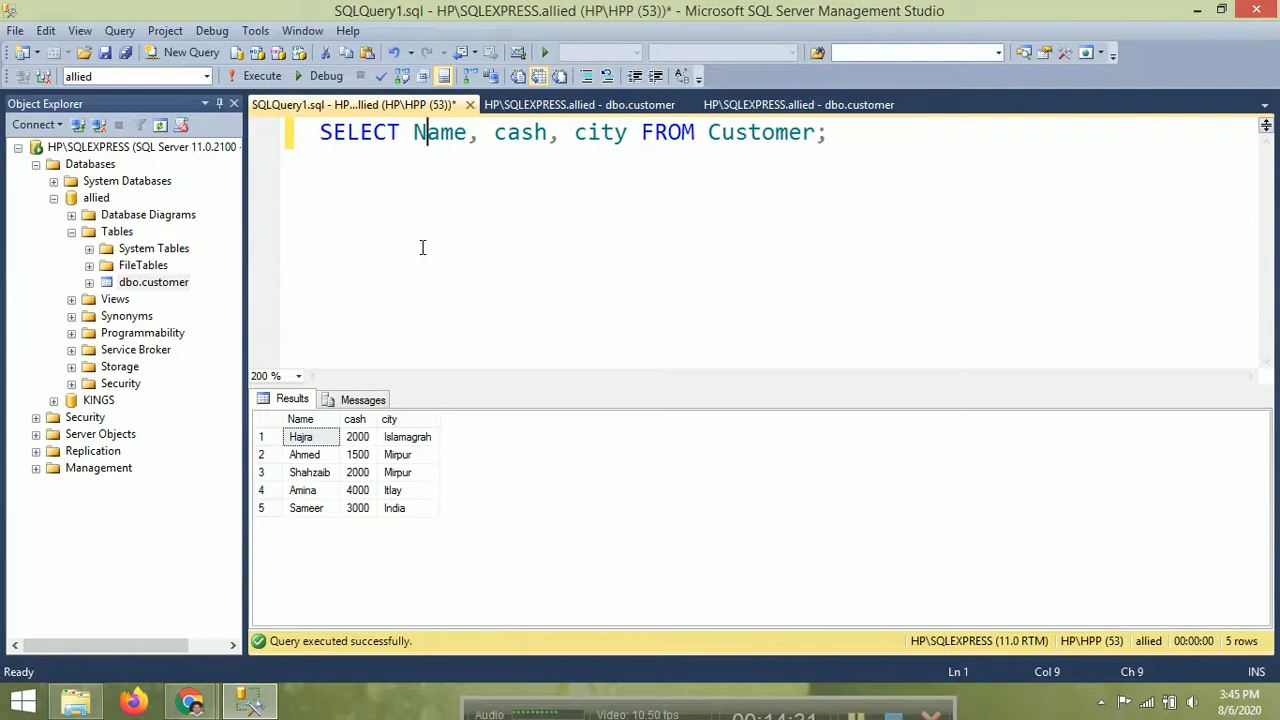 SQLQuery1.sql - HP\SQLEXPRESS.allied (HP\HPP (53))* - Microsoft SQL Server Management Studio
File Edit View Query Project Debug Tools Window Help
New Query
allied Execute Debug
Object Explorer
SQLQuery1.sql - HP...llied (HP\HPP (53))* HP\SQLEXPRESS.allied - dbo.customer HP\SQLEXPRESS.allied - dbo.customer
Connect
SELECT Name, cash, city FROM Customer;
HP\SQLEXPRESS (SQL Server 11.0.2100 -
Databases
System Databases
allied
Database Diagrams
Tables
System Tables
FileTables
dbo.customer
Views
Synonyms
Programmability
Service Broker
Storage
Security
KINGS
Security
Server Objects
Replication
Management
200 %
Results Messages
Name cash city
1 Hajra 2000 Islamagrah
2 Ahmed 1500 Mirpur
3 Shahzaib 2000 Mirpur
4 Amina 4000 Itlay
5 Sameer 3000 India
Query executed successfully. HP\SQLEXPRESS (11.0 RTM) HP\HPP (53) allied 00:00:00 5 rows
Ready Ln 1 Col 9 Ch 9 INS
Audio Video: 10.50 fps
3:45 PM
8/6/2020